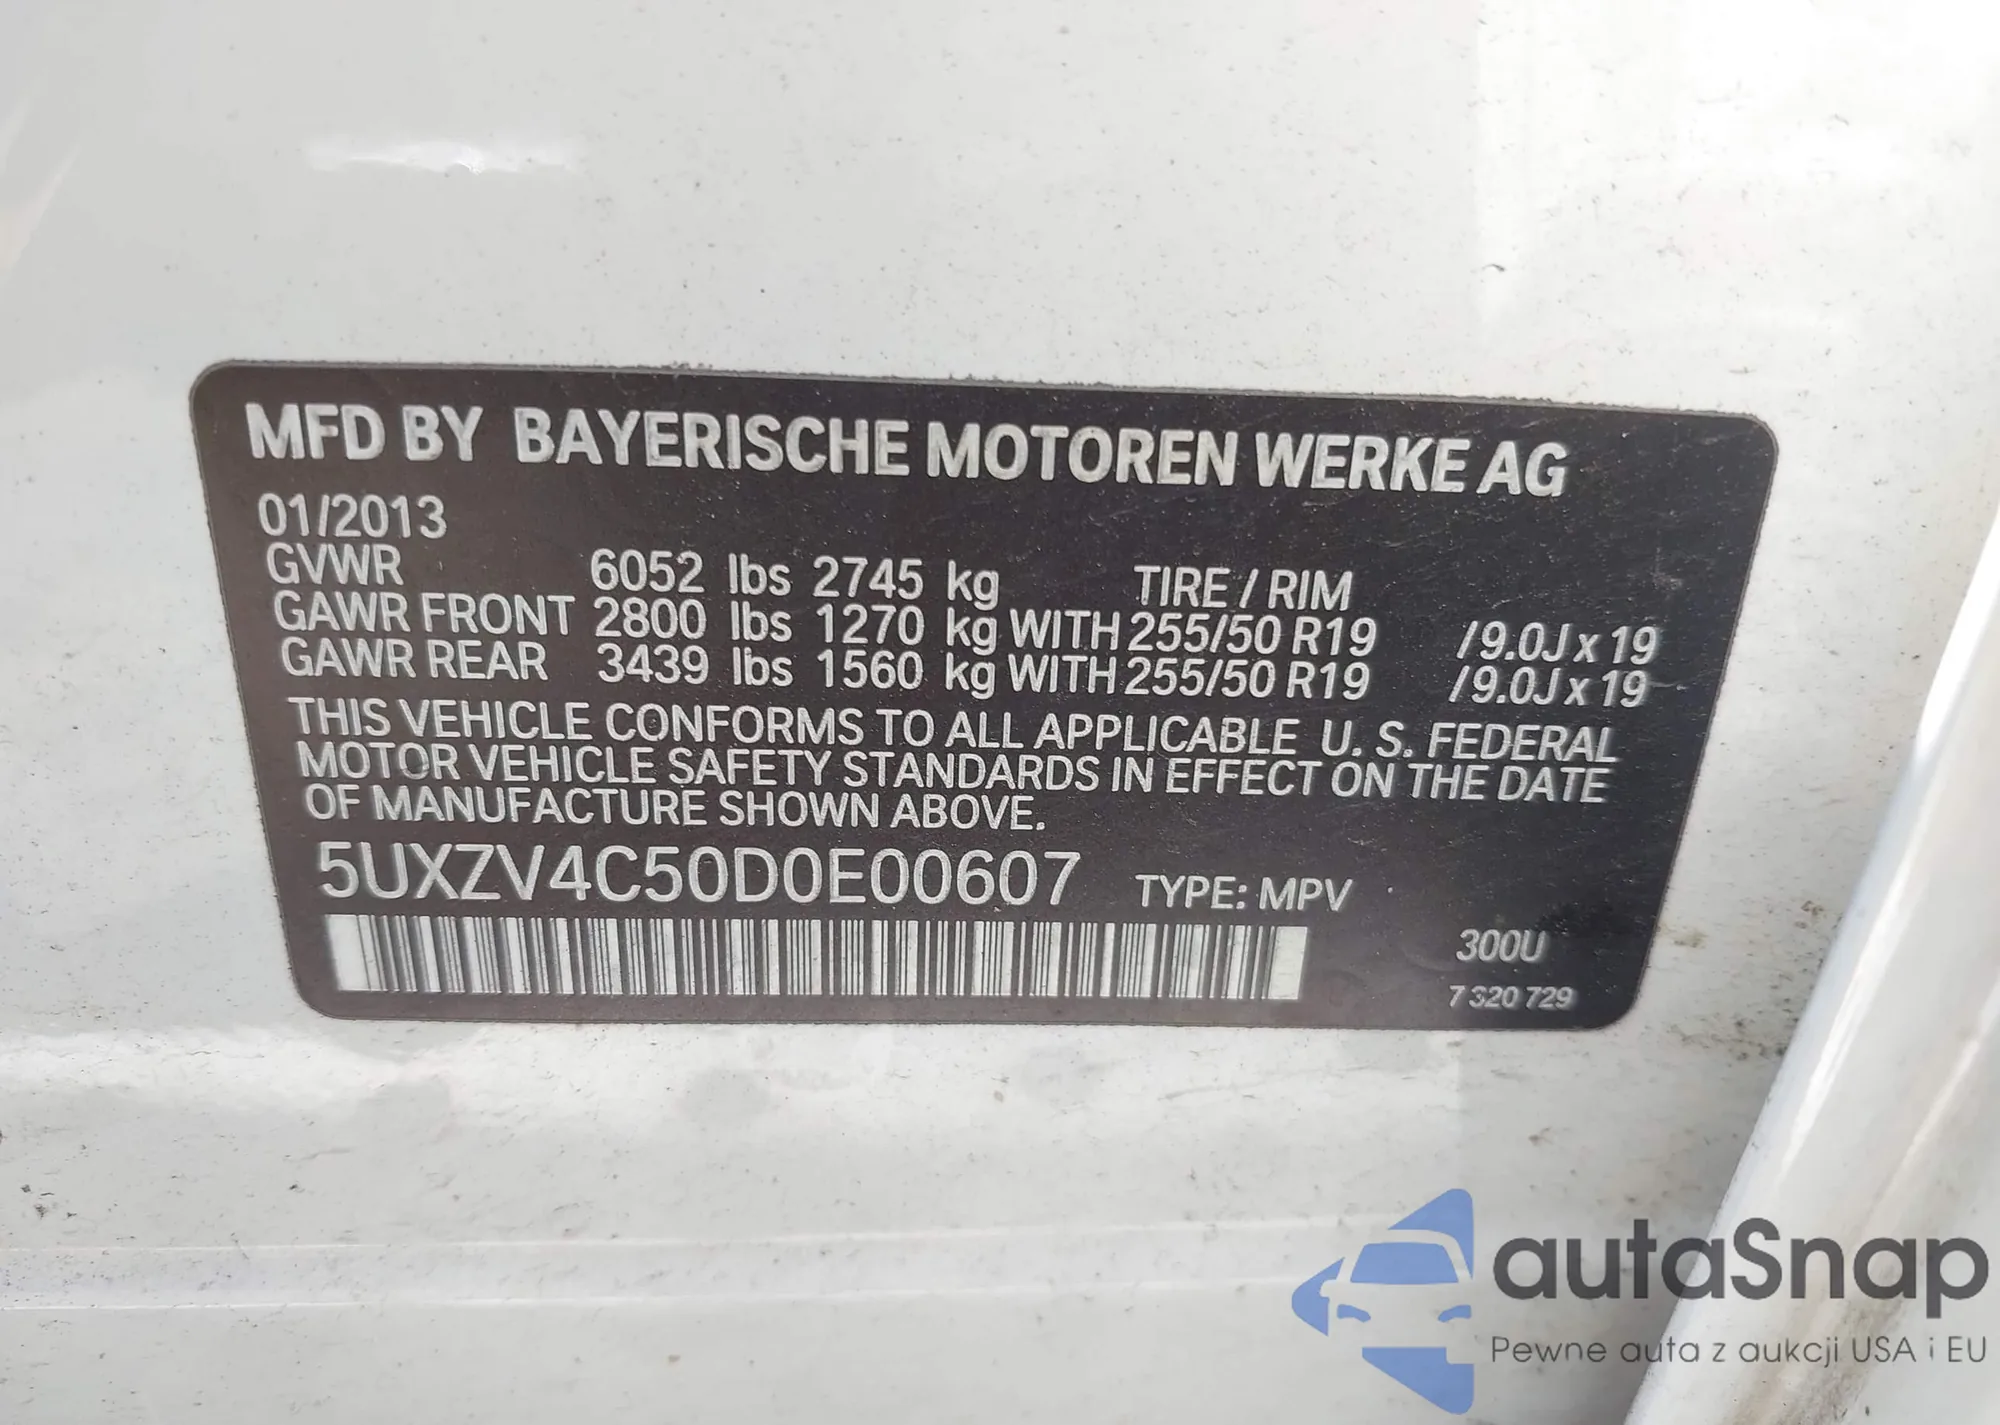 MFD BY BAYERISCHE MOTOREN WERKE AG
01/2013
GVWR 6052 lbs 2745 kg TIRE / RIM
GAWR FRONT 2800 lbs 1270 kg WITH 255/50 R19 /9.0J x 19
GAWR REAR 3439 lbs 1560 kg WITH 255/50 R19 /9.0J x 19
THIS VEHICLE CONFORMS TO ALL APPLICABLE U. S. FEDERAL
MOTOR VEHICLE SAFETY STANDARDS IN EFFECT ON THE DATE
OF MANUFACTURE SHOWN ABOVE.
5UXZV4C50D0E00607 TYPE: MPV
300U
7 320 729
autaSnap
Pewne auta z aukcji USA i EU